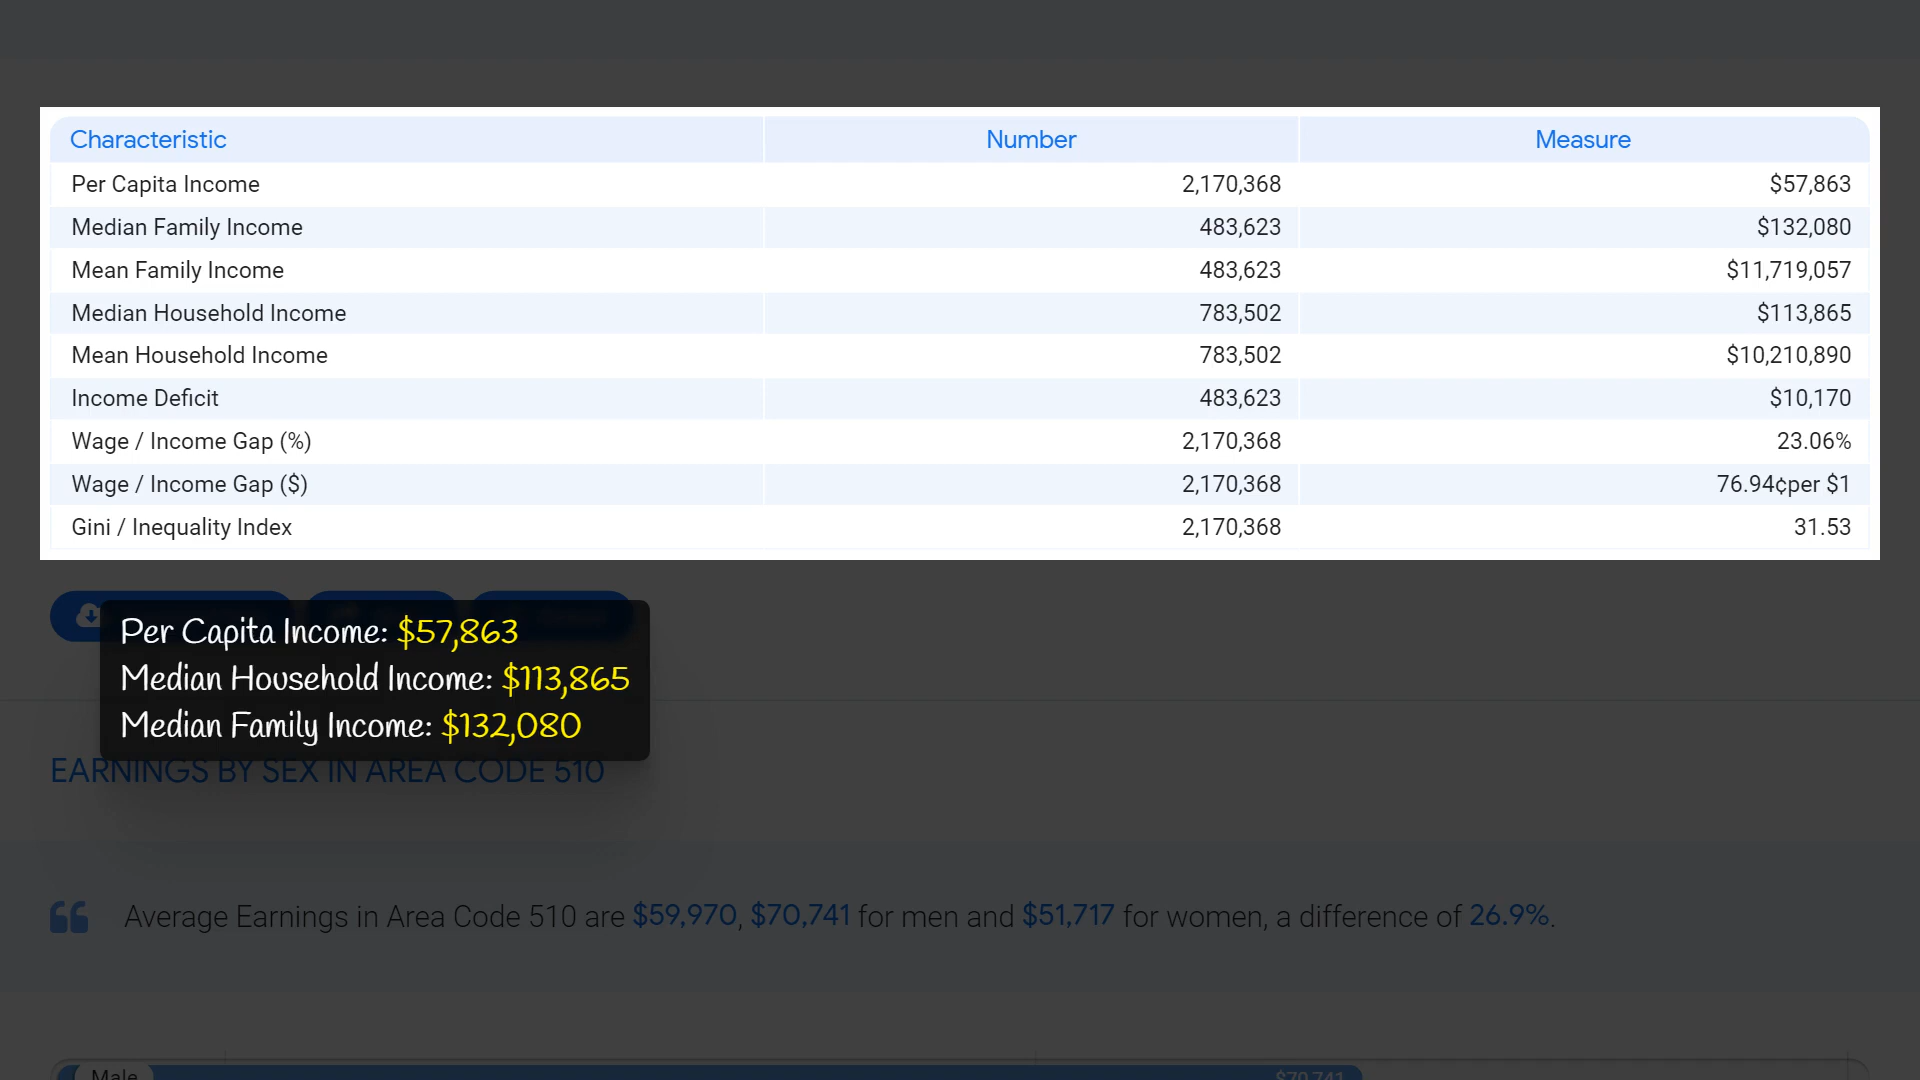 Characteristic Number Measure
Per Capita Income 2,170,368 $57,863
Median Family Income 483,623 $132,080
Mean Family Income 483,623 $11,719,057
Median Household Income 783,502 $113,865
Mean Household Income 783,502 $10,210,890
Income Deficit 483,623 $10,170
Wage / Income Gap (%) 2,170,368 23.06%
Wage / Income Gap ($) 2,170,368 76.94¢per $1
Gini / Inequality Index 2,170,368 31.53
Per Capita Income: $57,863
Median Household Income: $113,865
Median Family Income: $132,080
EARNINGS BY SEX IN AREA CODE 510
Average Earnings in Area Code 510 are $59,970, $70,741 for men and $51,717 for women, a difference of 26.9%.
Male $70,741